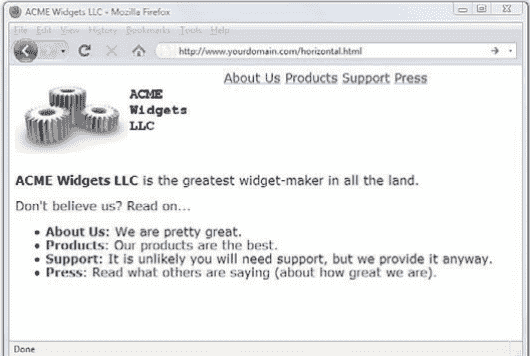 ACME Widgets LLC - Mozilla Firefox
File Edit View History Bookmarks Tools Help
http://www.yourdomain.com/horizontal.html
About Us Products Support Press
ACME
Widgets
LLC
ACME Widgets LLC is the greatest widget-maker in all the land.
Don't believe us? Read on...
• About Us: We are pretty great.
• Products: Our products are the best.
• Support: It is unlikely you will need support, but we provide it anyway.
• Press: Read what others are saying (about how great we are).
Done